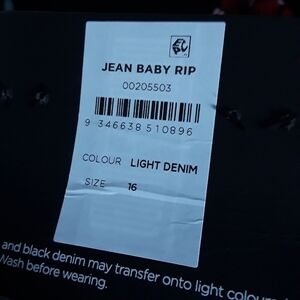 JEAN BABY RIP
00205503
9 346638 510896
COLOUR LIGHT DENIM
SIZE 16
and black denim may transfer onto light colour
Wash before wearing.